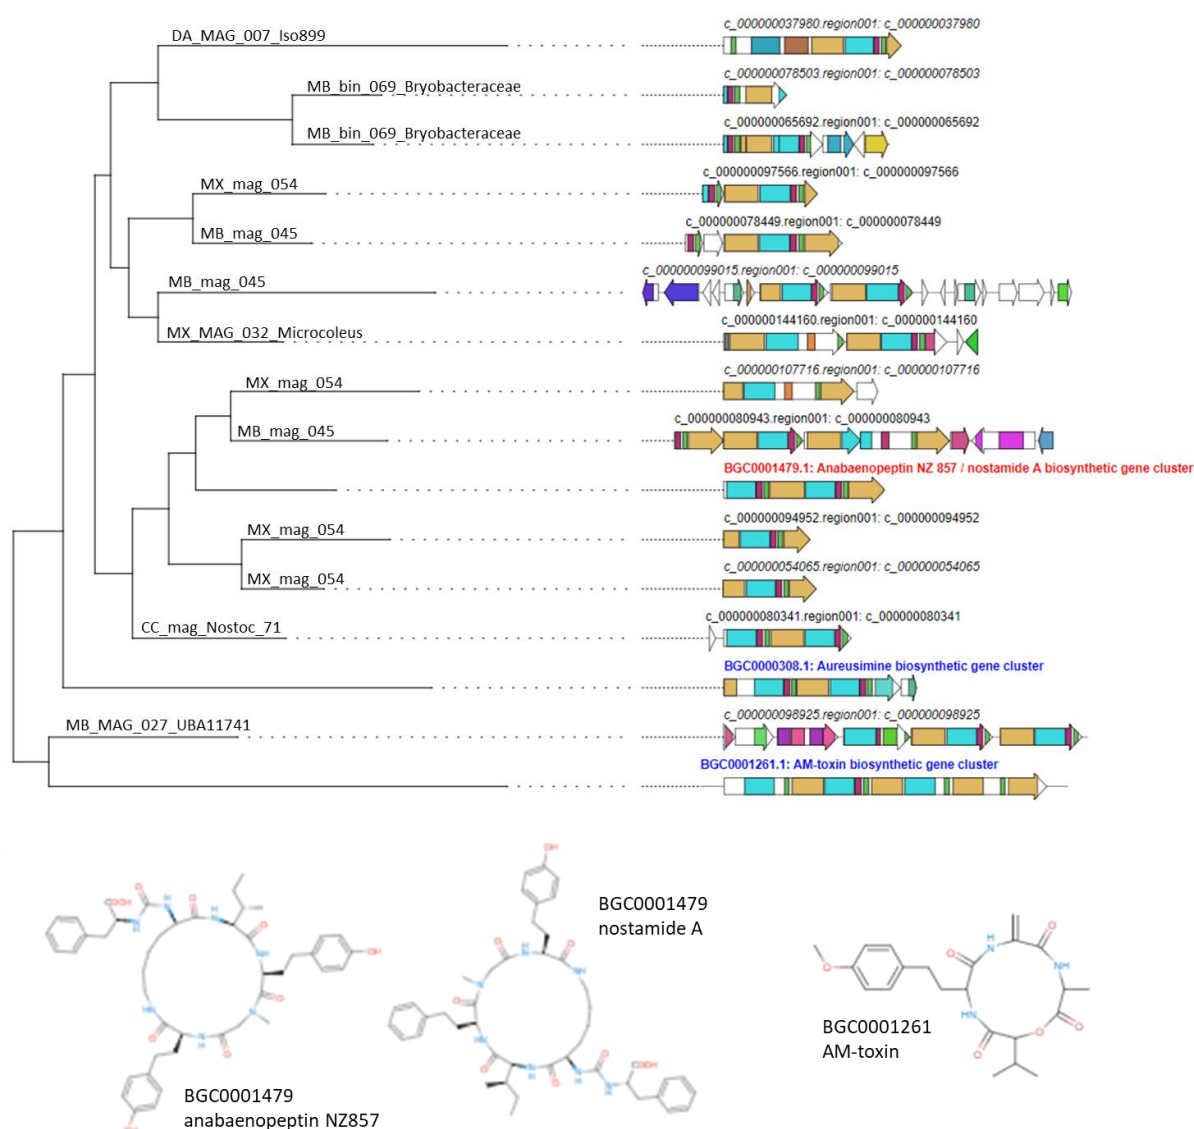 c_000000037980.region001: c_000000037980
DA_MAG_007_Iso899
c_000000078503.region001: c_000000078503
MB_bin_069_Bryobacteraceae
c_000000065692.region001: c_000000065692
MB_bin_069_Bryobacteraceae
c_000000097566.region001: c_000000097566
MX_mag_054
c_000000078449.region001: c_000000078449
MB_mag_045
c_000000099015.region001: c_000000099015
MB_mag_045
c_000000144160.region001: c_000000144160
MX_MAG_032_Microcoleus
c_000000107716.region001: c_000000107716
MX_mag_054
c_000000080943.region001: c_000000080943
MB_mag_045
BGC0001479.1: Anabaenopeptin NZ 857 / nostamide A biosynthetic gene cluster
c_000000094952.region001: c_000000094952
MX_mag_054
c_000000054065.region001: c_000000054065
MX_mag_054
c_000000080341.region001: c_000000080341
CC_mag_Nostoc_71
BGC0000308.1: Aureusimine biosynthetic gene cluster
c_000000098925.region001: c_000000098925
MB_MAG_027_UBA11741
BGC0001261.1: AM-toxin biosynthetic gene cluster
BGC0001479
nostamide A
BGC0001261
AM-toxin
BGC0001479
anabaenopeptin NZ857